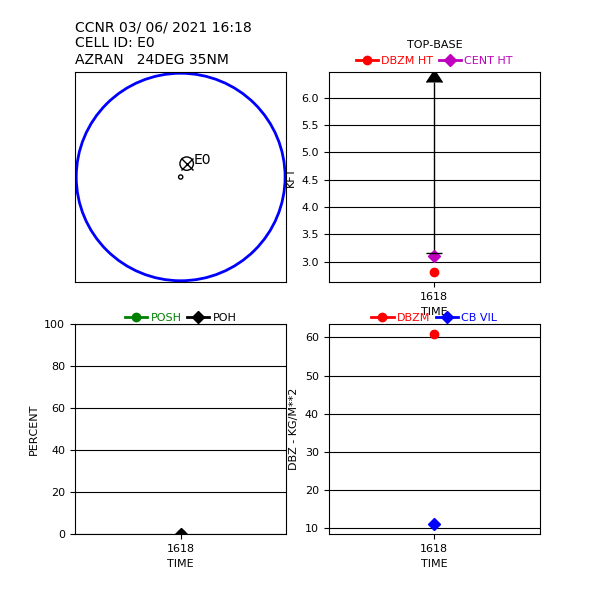 CCNR 03/ 06/ 2021 16:18
CELL ID: E0
AZRAN   24DEG 35NM
E0
TOP-BASE
DBZM HT CENT HT
6.0
5.5
5.0
4.5
4.0
3.5
3.0
KFT
1618
TIME
POSH POH
100
80
60
40
20
0
PERCENT
1618
TIME
DBZM CB VIL
60
50
40
30
20
10
DBZ - KG/M**2
1618
TIME